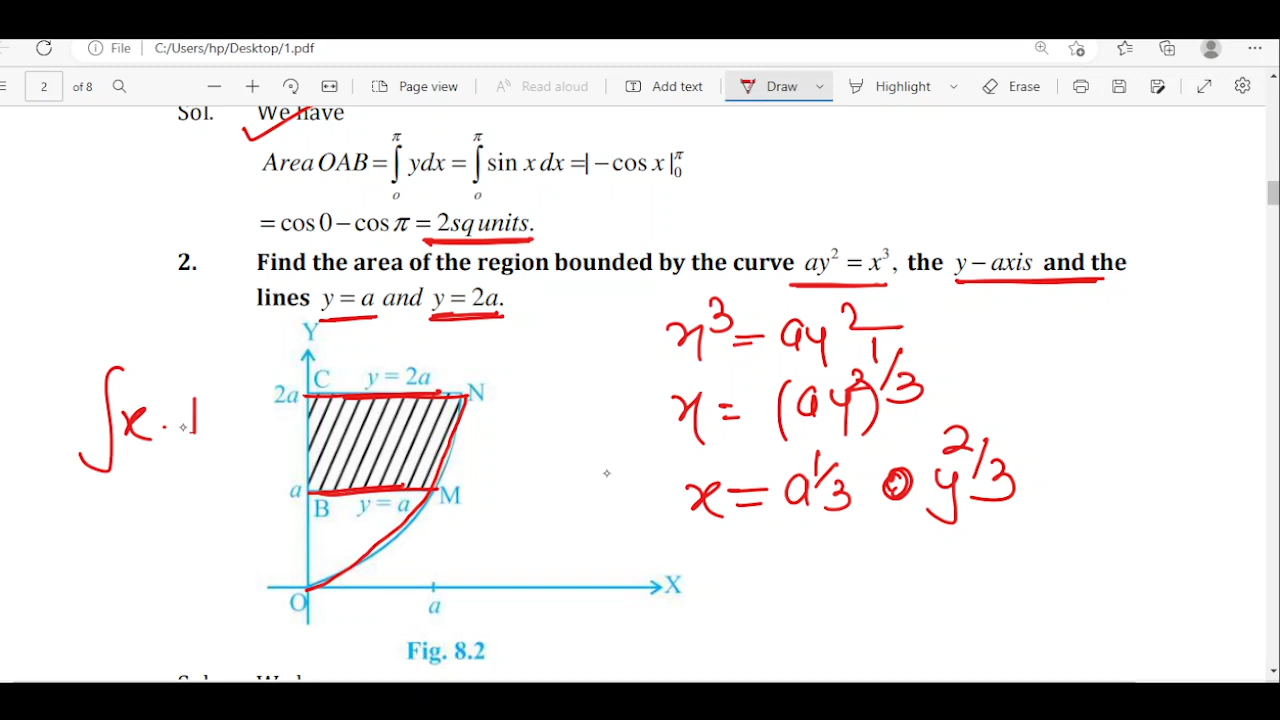 File | C:/Users/hp/Desktop/1.pdf
2 of 8 Page view Read aloud Add text Draw Highlight Erase
Sol. We have
Area OAB = ∫₀^π ydx = ∫₀^π sin x dx =| − cos x |₀^π
= cos 0 − cos π = 2sq units.
2. Find the area of the region bounded by the curve ay² = x³, the y − axis and the
lines y = a and y = 2a.
x³ = ay^2/1
x = (ay²)^1/3
x = a^1/3 y^2/3
∫x.
Y
C y = 2a
2a N
a M
B y = a
O a X
Fig. 8.2